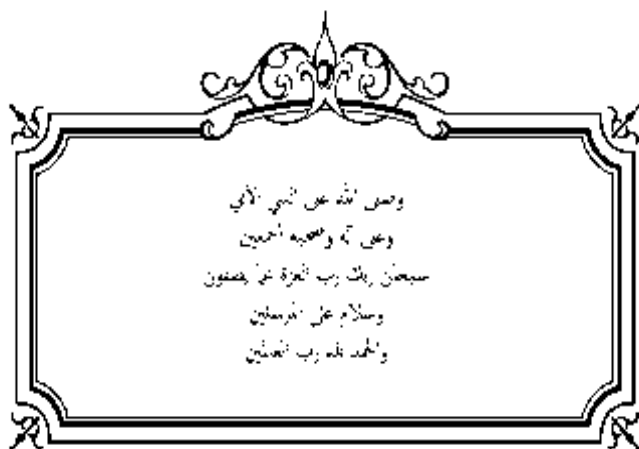 وصلى الله على النبي الأمي
وعلى آله وصحبه أجمعين
سبحان ربك رب العزة عما يصفون
وسلام على المرسلين
والحمد لله رب العالمين